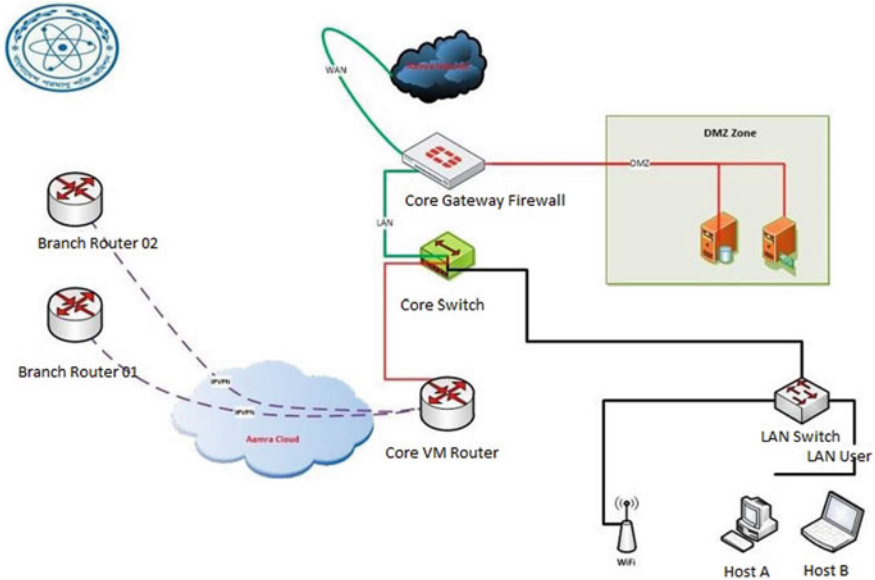 WAN
DMZ Zone
DMZ
Core Gateway Firewall
LAN
Branch Router 02
Core Switch
Branch Router 01
IPVPN
IPVPN
Aamra Cloud
Core VM Router
LAN Switch
LAN User
WiFi
Host A
Host B